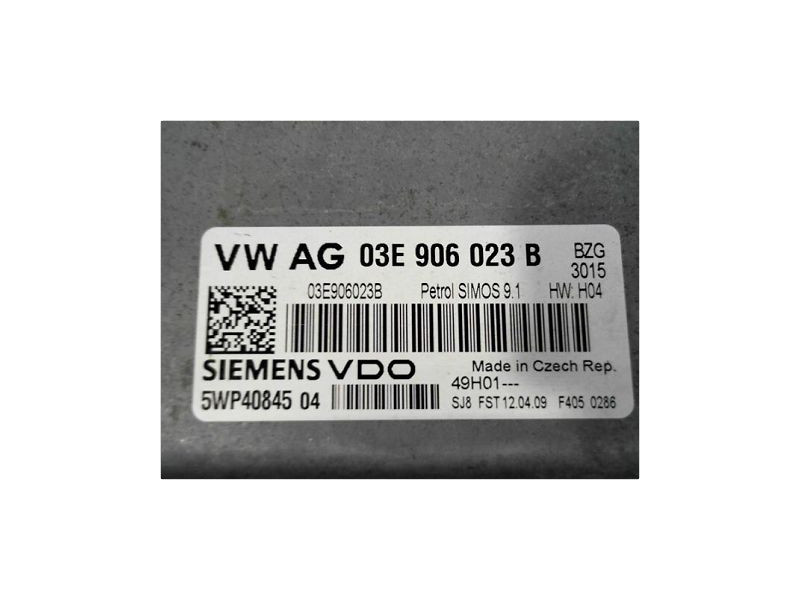 VW AG 03E 906 023 B BZG
3015
03E906023B Petrol SIMOS 9.1 HW: H04
SIEMENS VDO Made in Czech Rep.
49H01---
5WP40845 04 SJ8 FST 12.04.09 F405 0286